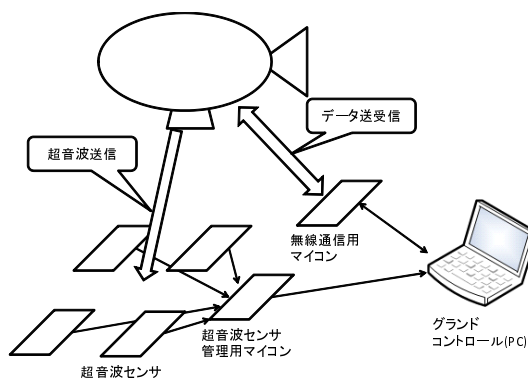 データ送受信
超音波送信
無線通信用
マイコン
超音波センサ
管理用マイコン
超音波センサ
グランド
コントロール(PC)